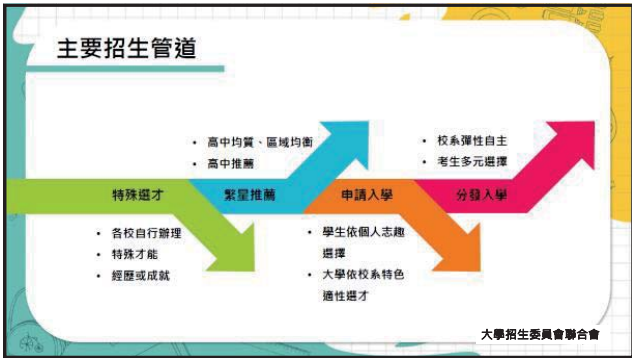 主要招生管道
• 高中均質、區域均衡
• 高中推薦
• 校系彈性自主
• 考生多元選擇
特殊選才
繁星推薦
申請入學
分發入學
• 各校自行辦理
• 特殊才能
• 經歷或成就
• 學生依個人志趣
選擇
• 大學依校系特色
適性選才
大學招生委員會聯合會